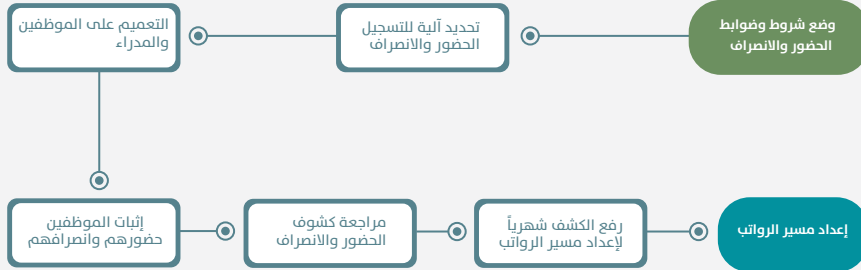 وضع شروط وضوابط
الحضور والانصراف
تحديد آلية للتسجيل
الحضور والانصراف
التعميم على الموظفين
والمدراء
إثبات الموظفين
حضورهم وانصرافهم
مراجعة كشوف
الحضور والانصراف
رفع الكشف شهرياً
لإعداد مسير الرواتب
إعداد مسير الرواتب